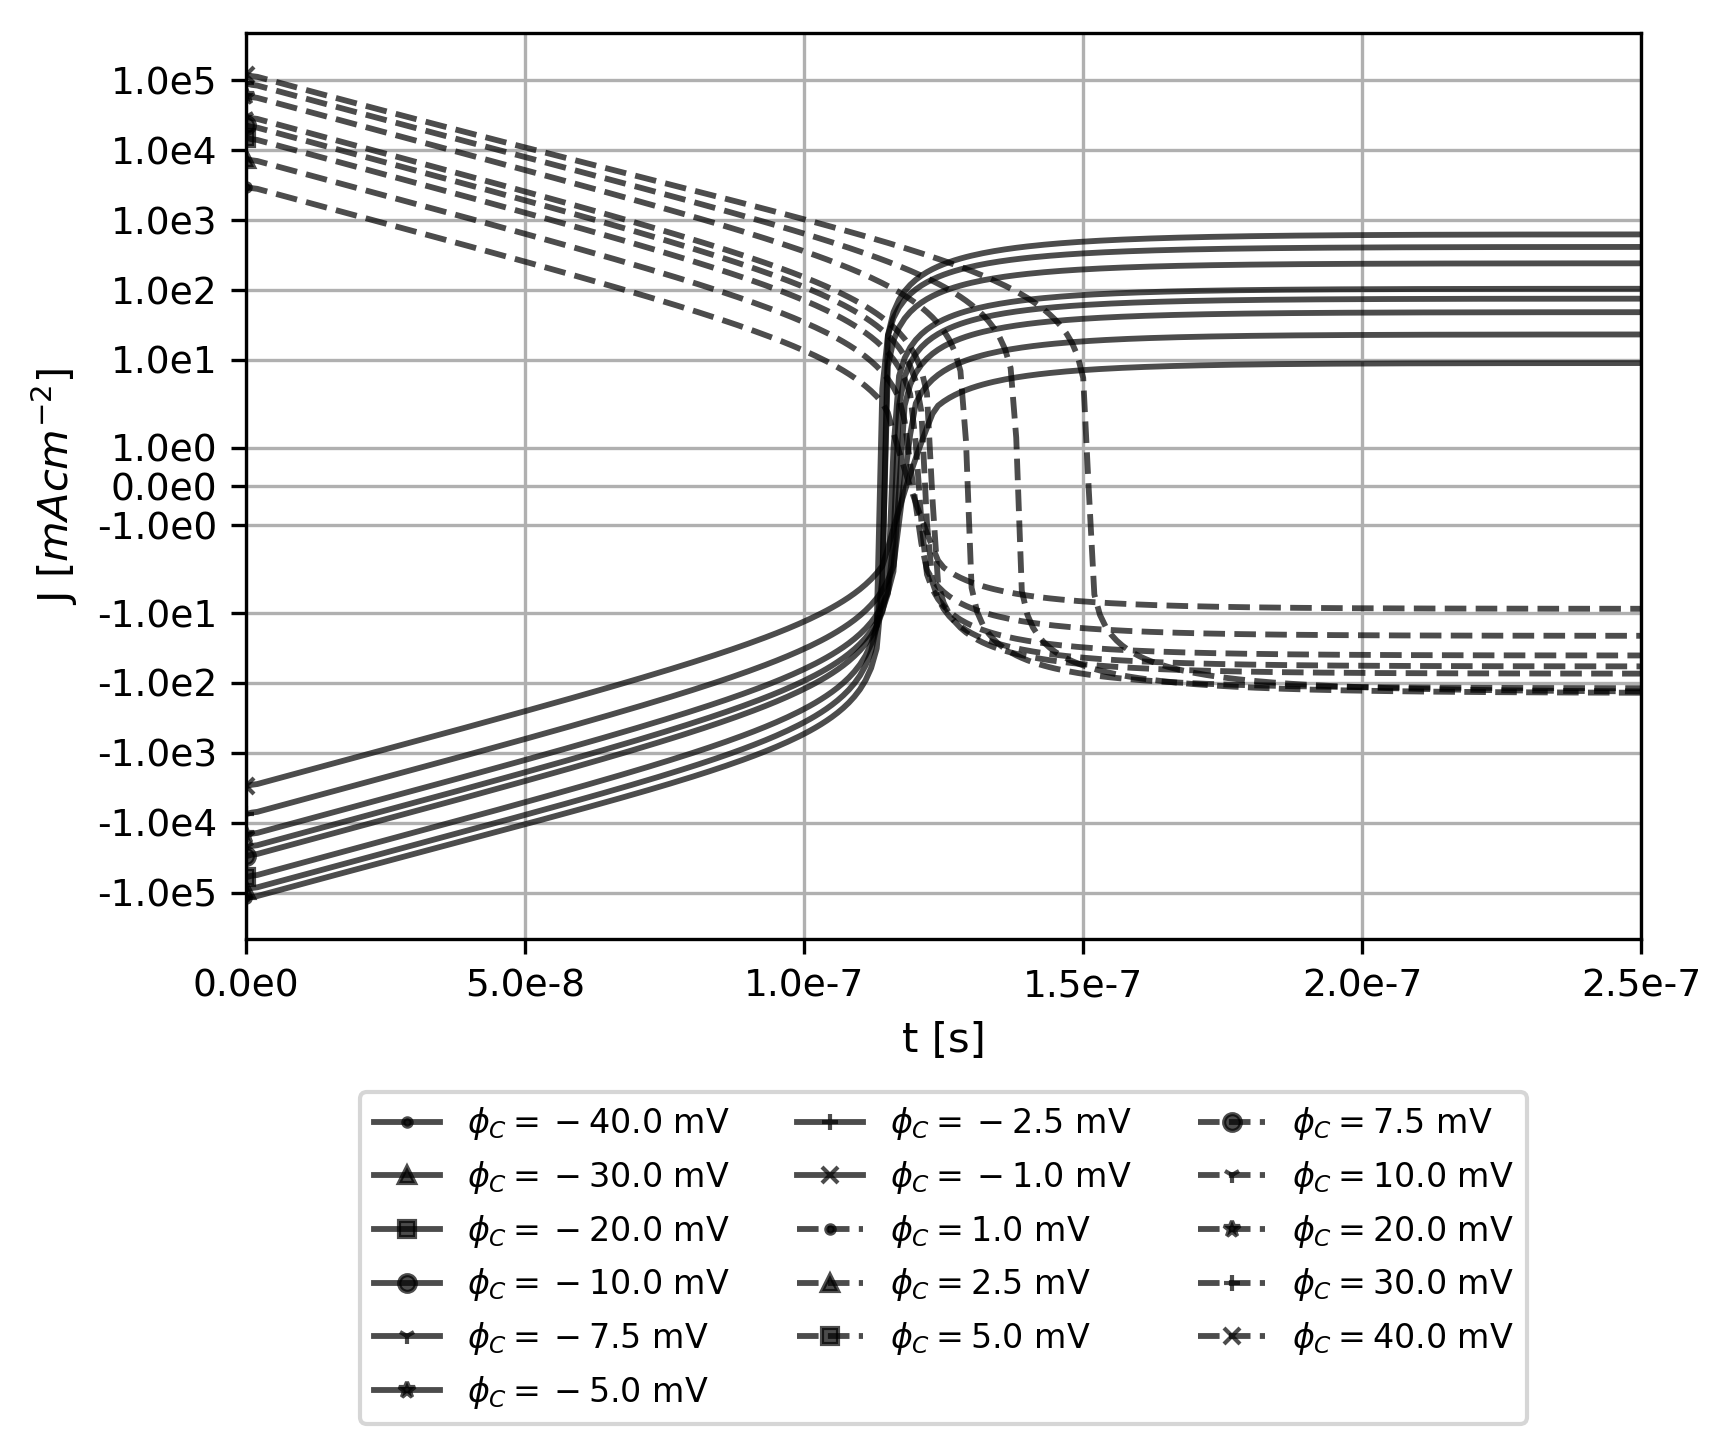 1.0e5
1.0e4
1.0e3
1.0e2
1.0e1
1.0e0
0.0e0
-1.0e0
-1.0e1
-1.0e2
-1.0e3
-1.0e4
-1.0e5
J [mAcm⁻²]
0.0e0 5.0e-8 1.0e-7 1.5e-7 2.0e-7 2.5e-7
t [s]
ϕ_C = −40.0 mV
ϕ_C = −30.0 mV
ϕ_C = −20.0 mV
ϕ_C = −10.0 mV
ϕ_C = −7.5 mV
ϕ_C = −5.0 mV
ϕ_C = −2.5 mV
ϕ_C = −1.0 mV
ϕ_C = 1.0 mV
ϕ_C = 2.5 mV
ϕ_C = 5.0 mV
ϕ_C = 7.5 mV
ϕ_C = 10.0 mV
ϕ_C = 20.0 mV
ϕ_C = 30.0 mV
ϕ_C = 40.0 mV